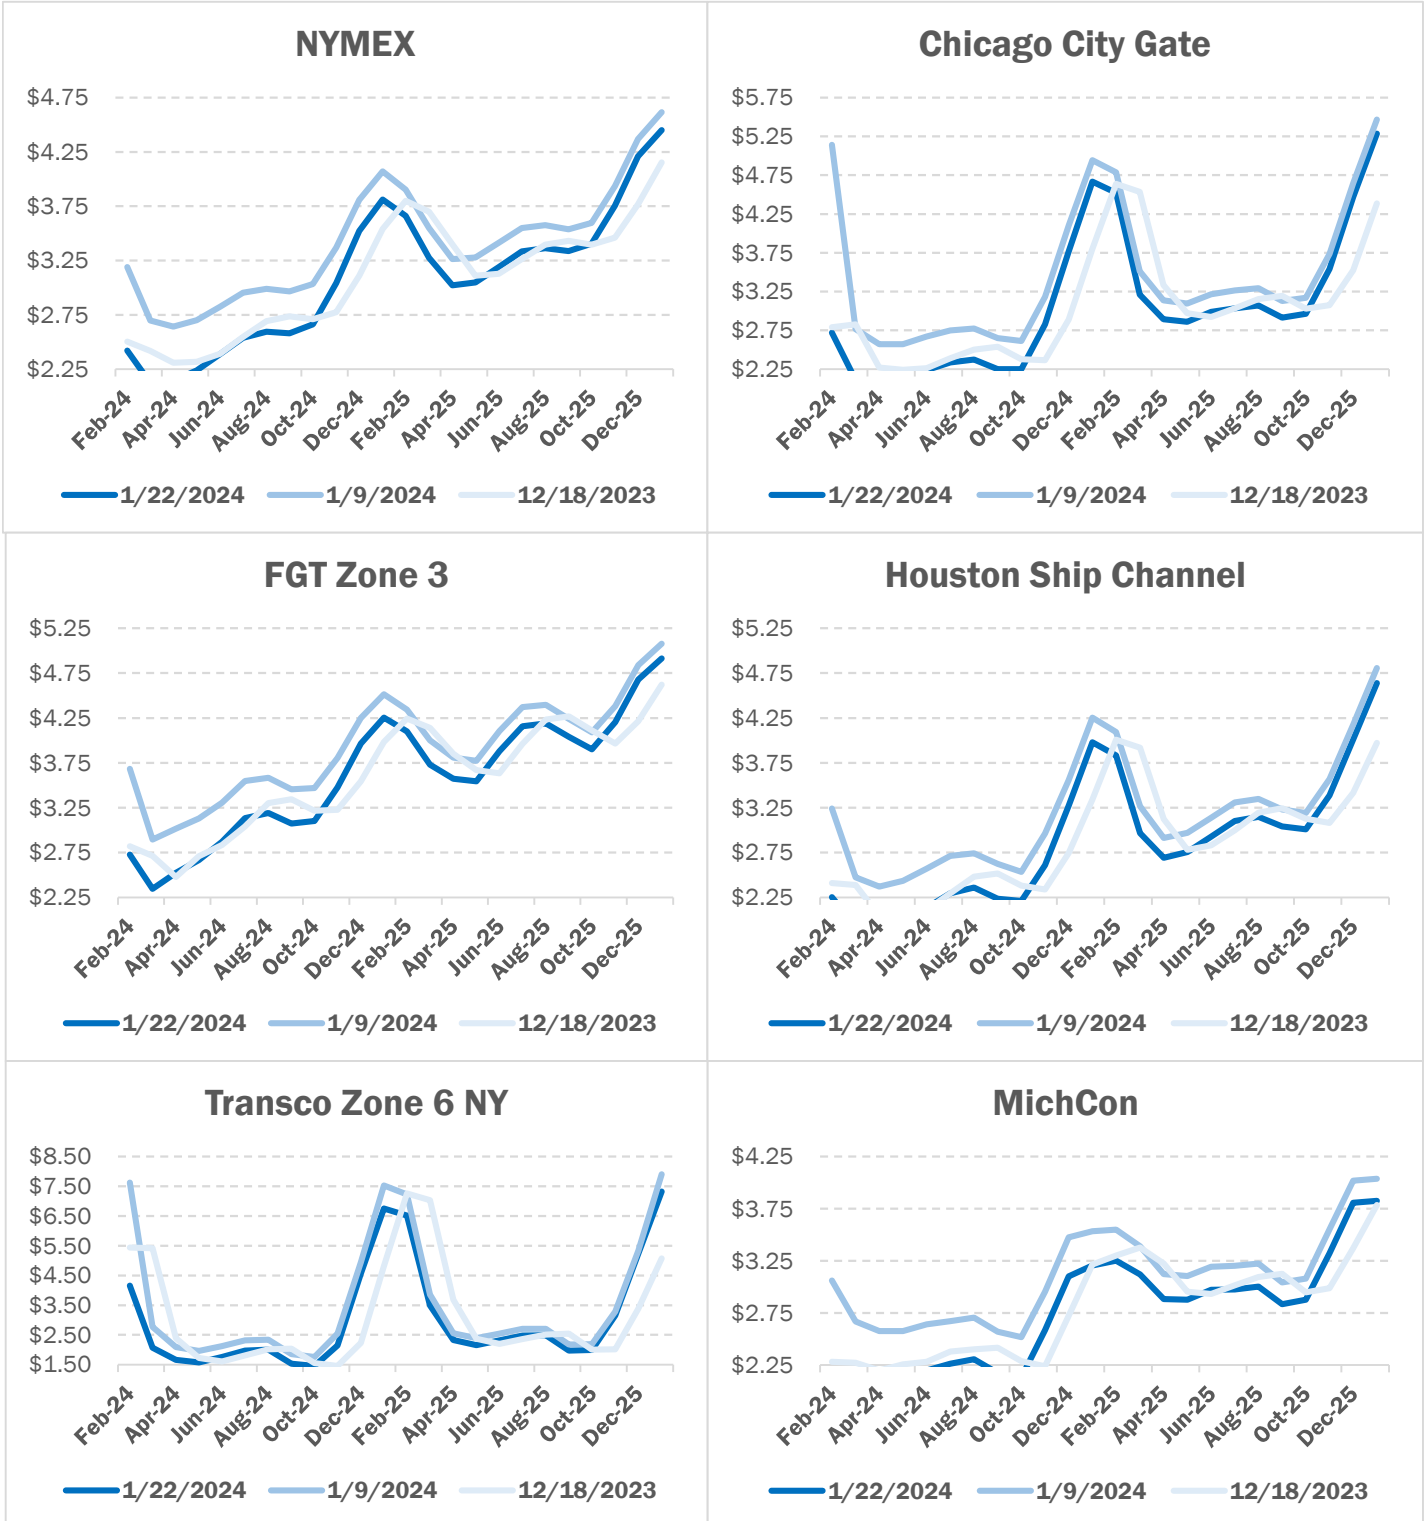 NYMEX
$4.75
$4.25
$3.75
$3.25
$2.75
$2.25
Feb-24 Apr-24 Jun-24 Aug-24 Oct-24 Dec-24 Feb-25 Apr-25 Jun-25 Aug-25 Oct-25 Dec-25
1/22/2024 1/9/2024 12/18/2023
Chicago City Gate
$5.75
$5.25
$4.75
$4.25
$3.75
$3.25
$2.75
$2.25
Feb-24 Apr-24 Jun-24 Aug-24 Oct-24 Dec-24 Feb-25 Apr-25 Jun-25 Aug-25 Oct-25 Dec-25
1/22/2024 1/9/2024 12/18/2023
FGT Zone 3
$5.25
$4.75
$4.25
$3.75
$3.25
$2.75
$2.25
Feb-24 Apr-24 Jun-24 Aug-24 Oct-24 Dec-24 Feb-25 Apr-25 Jun-25 Aug-25 Oct-25 Dec-25
1/22/2024 1/9/2024 12/18/2023
Houston Ship Channel
$5.25
$4.75
$4.25
$3.75
$3.25
$2.75
$2.25
Feb-24 Apr-24 Jun-24 Aug-24 Oct-24 Dec-24 Feb-25 Apr-25 Jun-25 Aug-25 Oct-25 Dec-25
1/22/2024 1/9/2024 12/18/2023
Transco Zone 6 NY
$8.50
$7.50
$6.50
$5.50
$4.50
$3.50
$2.50
$1.50
Feb-24 Apr-24 Jun-24 Aug-24 Oct-24 Dec-24 Feb-25 Apr-25 Jun-25 Aug-25 Oct-25 Dec-25
1/22/2024 1/9/2024 12/18/2023
MichCon
$4.25
$3.75
$3.25
$2.75
$2.25
Feb-24 Apr-24 Jun-24 Aug-24 Oct-24 Dec-24 Feb-25 Apr-25 Jun-25 Aug-25 Oct-25 Dec-25
1/22/2024 1/9/2024 12/18/2023